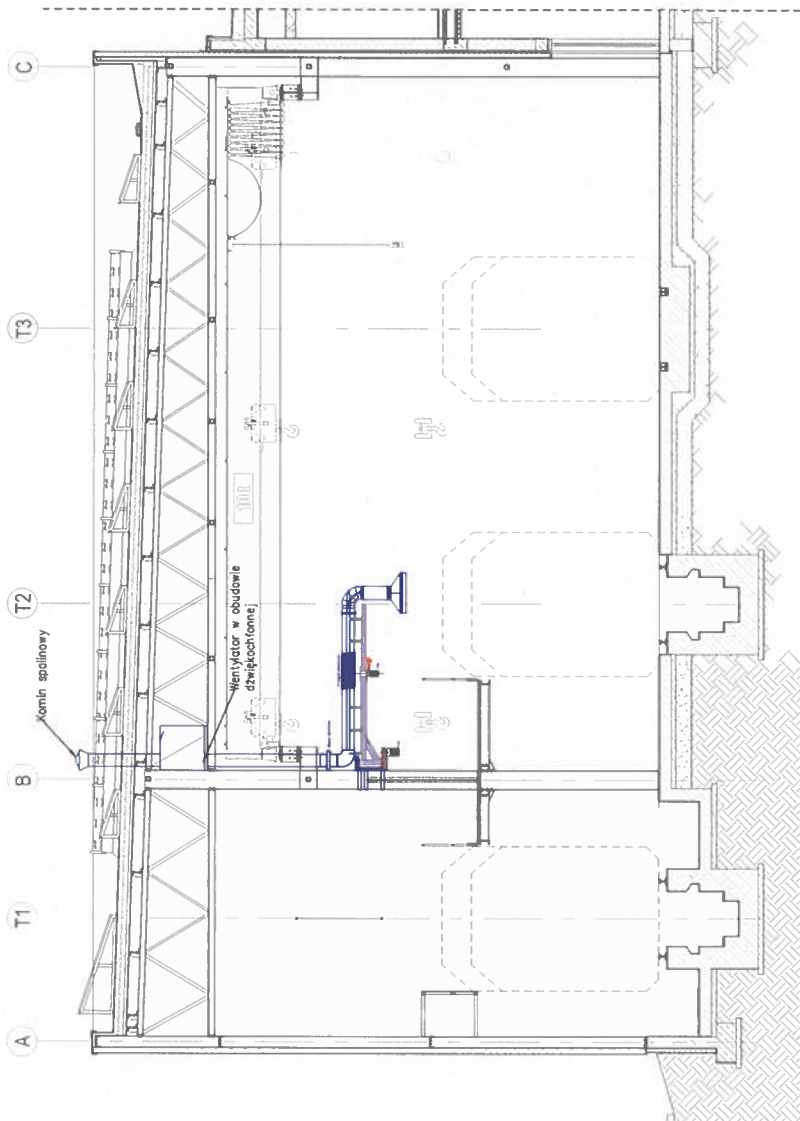 C
T3
T2
B
T1
A
Komin spalinowy
Wentylator w obudowie
dźwiękochłonnej